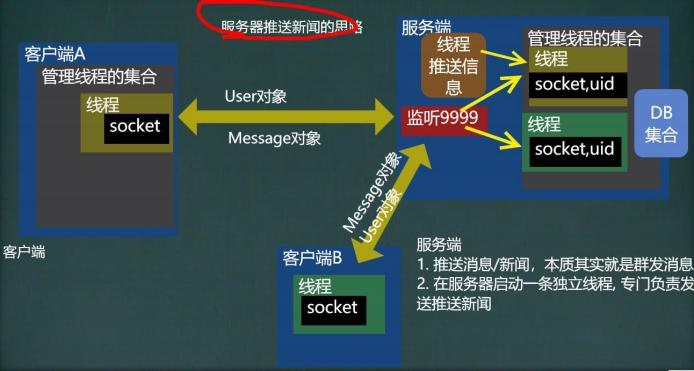 服务器推送新闻的思路
客户端A
管理线程的集合
线程
socket
客户端
User对象
Message对象
服务端
线程
推送信
息
监听9999
管理线程的集合
线程
socket,uid
线程
socket,uid
DB
集合
Message对象
User对象
客户端B
线程
socket
服务端
1. 推送消息/新闻，本质其实就是群发消息
2. 在服务器启动一条独立线程, 专门负责发
送推送新闻